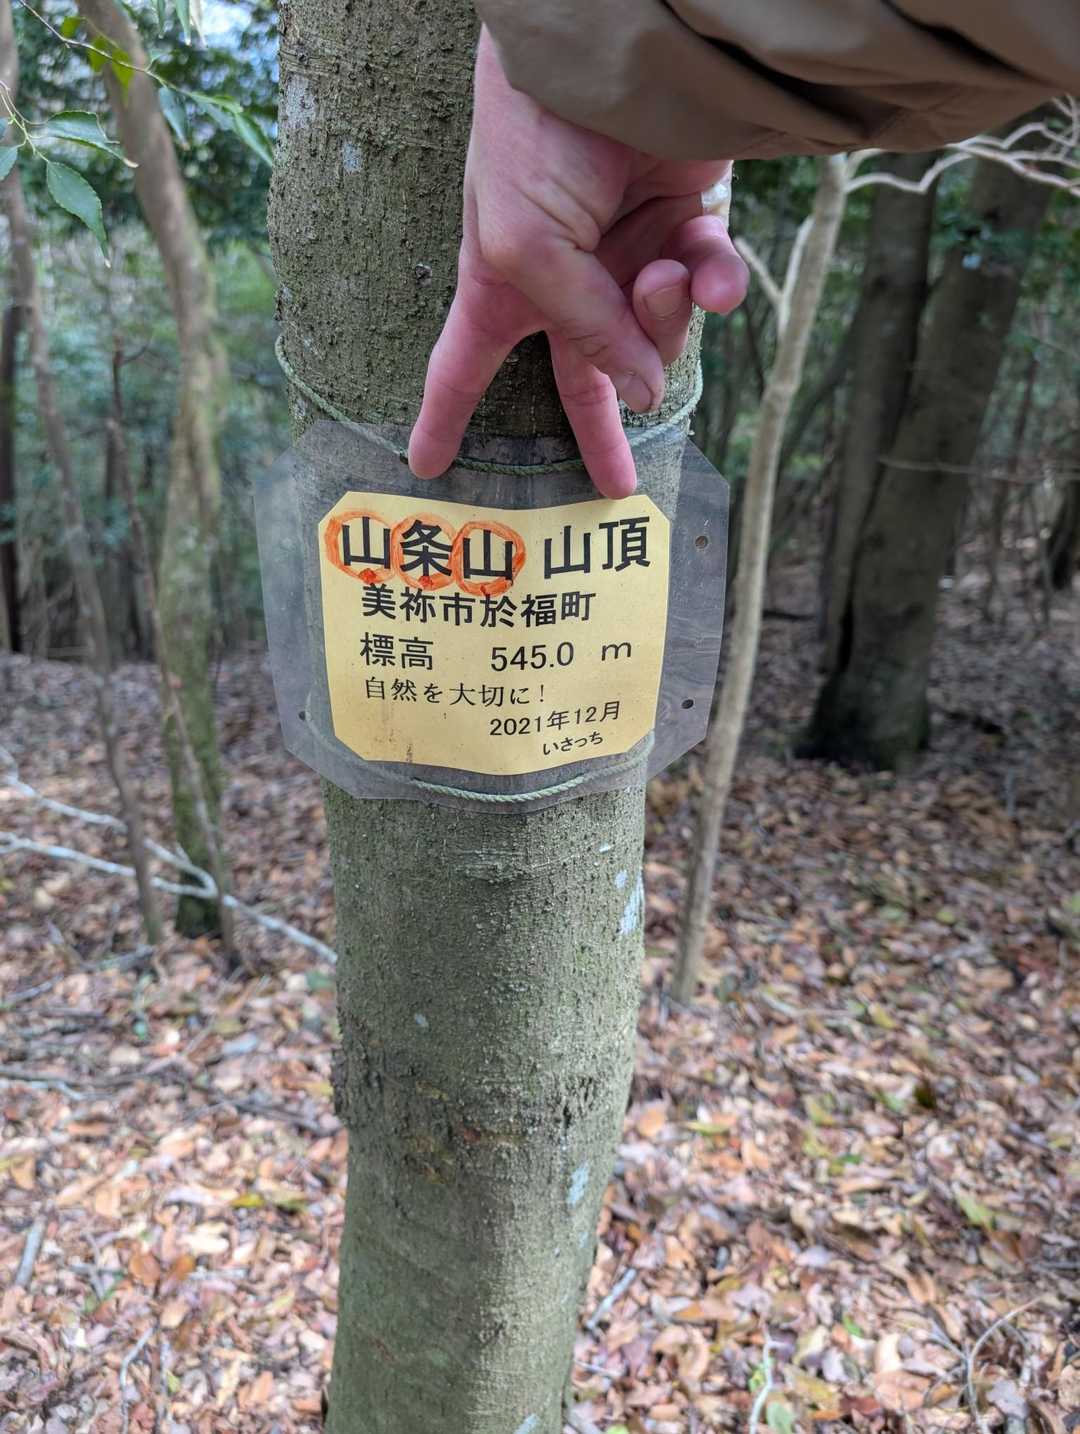 山条山 山頂
美祢市於福町
標高 545.0 m
自然を大切に!
2021年12月
いさっち